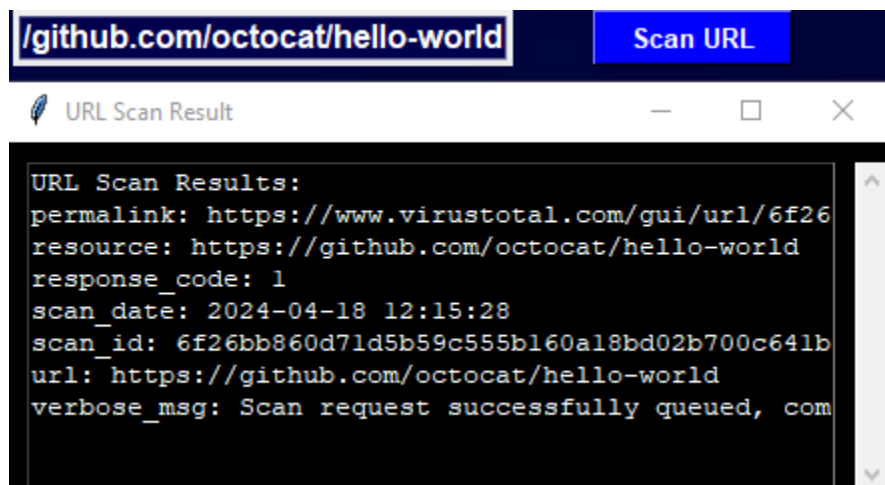 /github.com/octocat/hello-world
Scan URL
URL Scan Result
URL Scan Results:
permalink: https://www.virustotal.com/gui/url/6f26
resource: https://github.com/octocat/hello-world
response_code: 1
scan_date: 2024-04-18 12:15:28
scan_id: 6f26bb860d71d5b59c555b160a18bd02b700c641b
url: https://github.com/octocat/hello-world
verbose_msg: Scan request successfully queued, com